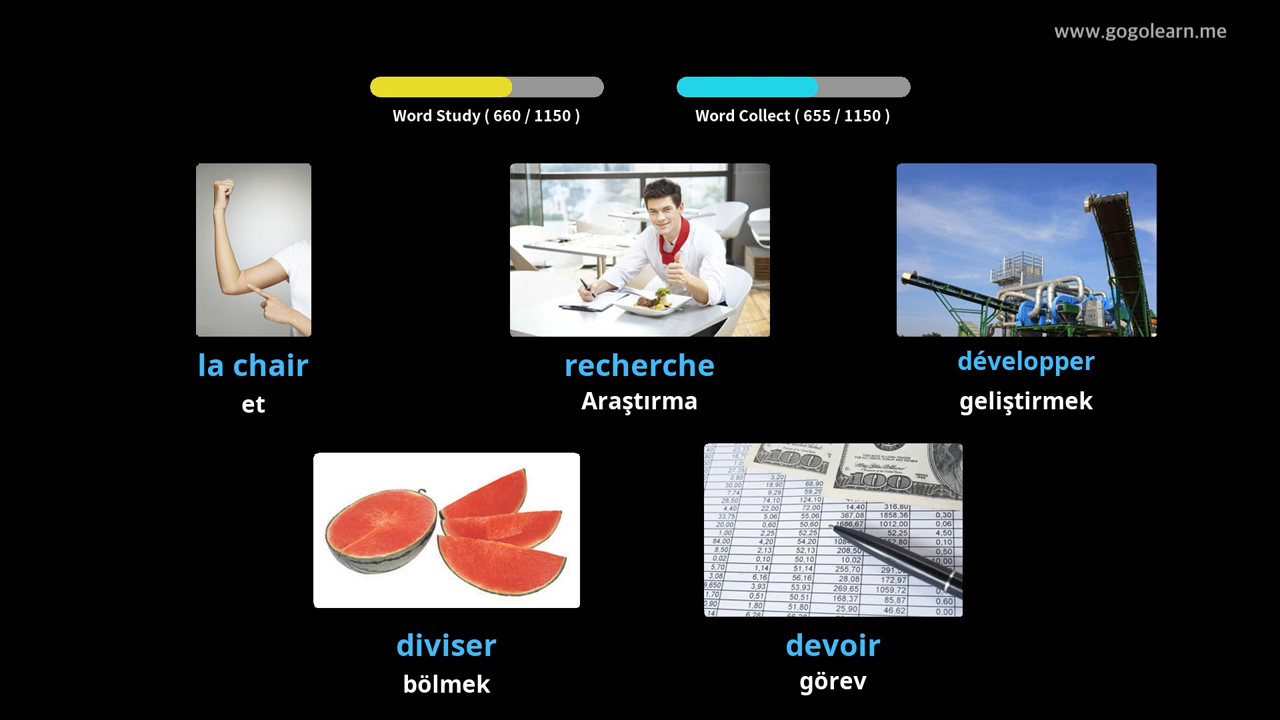 www.gogolearn.me
Word Study ( 660 / 1150 )
Word Collect ( 655 / 1150 )
la chair
et
recherche
Araştırma
développer
geliştirmek
diviser
bölmek
devoir
görev